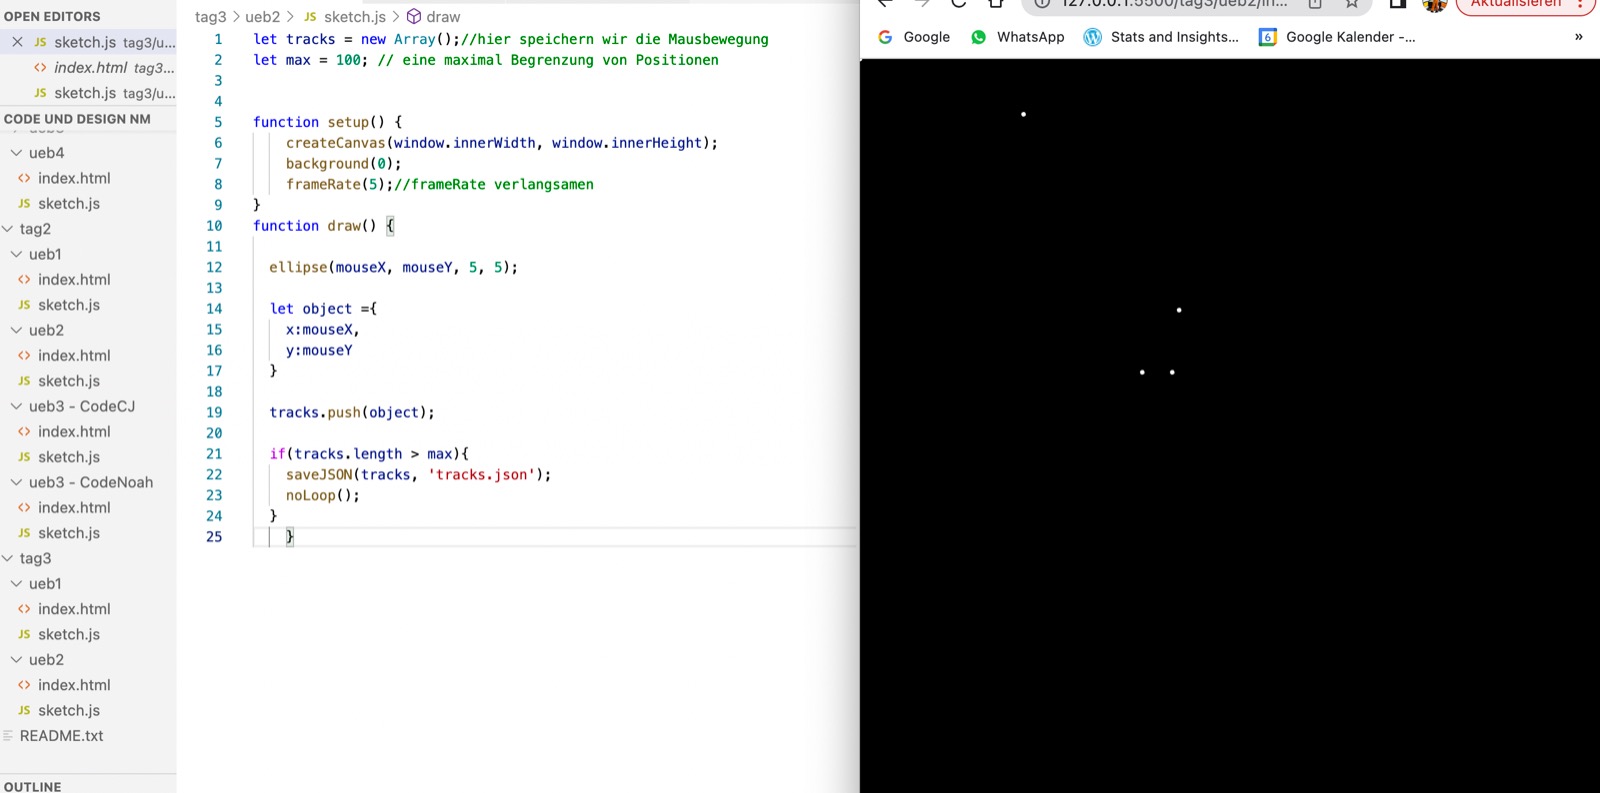 OPEN EDITORS
JS sketch.js tag3/u...
<> index.html tag3...
JS sketch.js tag3/u...
CODE UND DESIGN NM
ueb4
<> index.html
JS sketch.js
tag2
ueb1
<> index.html
JS sketch.js
ueb2
<> index.html
JS sketch.js
ueb3 - CodeCJ
<> index.html
JS sketch.js
ueb3 - CodeNoah
<> index.html
JS sketch.js
tag3
ueb1
<> index.html
JS sketch.js
ueb2
<> index.html
JS sketch.js
README.txt
OUTLINE
tag3 > ueb2 > JS sketch.js > draw
1 let tracks = new Array();//hier speichern wir die Mausbewegung
2 let max = 100; // eine maximal Begrenzung von Positionen
3
4
5 function setup() {
6 createCanvas(window.innerWidth, window.innerHeight);
7 background(0);
8 frameRate(5);//frameRate verlangsamen
9 }
10 function draw() {
11
12 ellipse(mouseX, mouseY, 5, 5);
13
14 let object ={
15 x:mouseX,
16 y:mouseY
17 }
18
19 tracks.push(object);
20
21 if(tracks.length > max){
22 saveJSON(tracks, 'tracks.json');
23 noLoop();
24 }
25 }
127.0.0.1:5500/tag3/ueb2/in...
Aktualisieren
Google
WhatsApp
Stats and Insights...
6
Google Kalender -...
»